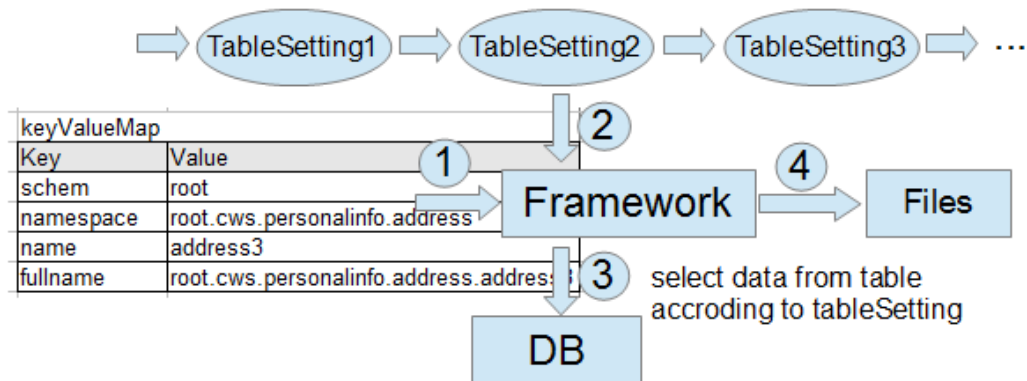 TableSetting1 TableSetting2 TableSetting3 ...
keyValueMap
2
Key Value
1
4
schem root
Framework
Files
namespace root.cws.personalinfo.address
name address3
fullname root.cws.personalinfo.address.address3
3
select data from table
accroding to tableSetting
DB